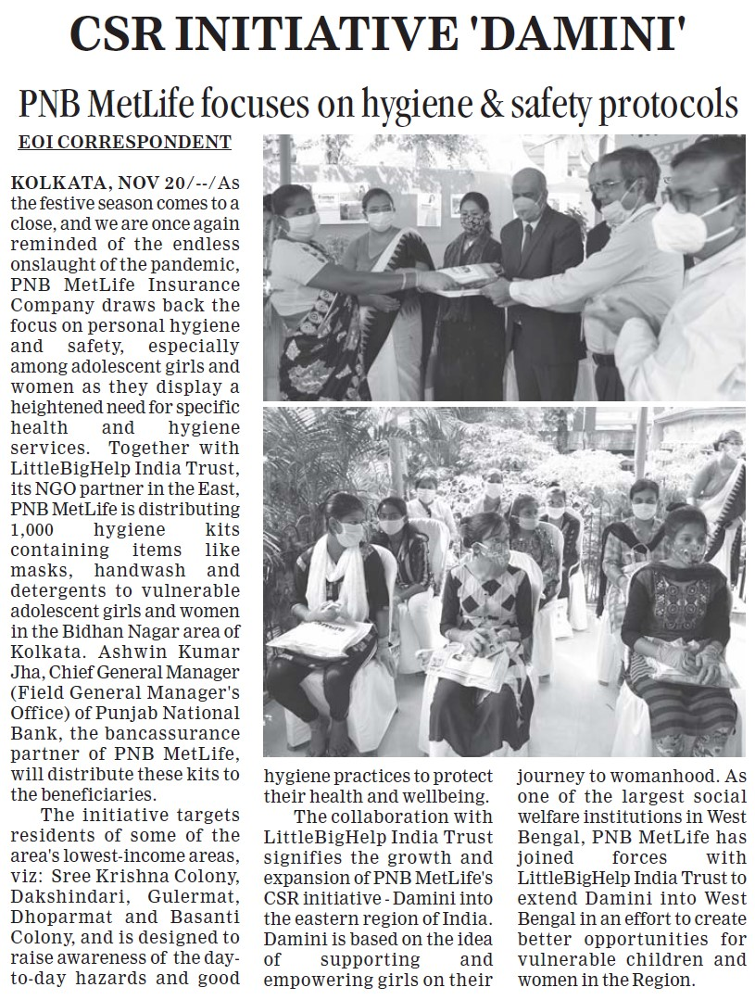 CSR INITIATIVE 'DAMINI'
PNB MetLife focuses on hygiene & safety protocols
EOI CORRESPONDENT
KOLKATA, NOV 20/--/As
the festive season comes to a
close, and we are once again
reminded of the endless
onslaught of the pandemic,
PNB MetLife Insurance
Company draws back the
focus on personal hygiene
and safety, especially
among adolescent girls and
women as they display a
heightened need for specific
health and hygiene
services. Together with
LittleBigHelp India Trust,
its NGO partner in the East,
PNB MetLife is distributing
1,000 hygiene kits
containing items like
masks, handwash and
detergents to vulnerable
adolescent girls and women
in the Bidhan Nagar area of
Kolkata. Ashwin Kumar
Jha, Chief General Manager
(Field General Manager's
Office) of Punjab National
Bank, the bancassurance
partner of PNB MetLife,
will distribute these kits to
the beneficiaries.
The initiative targets
residents of some of the
area's lowest-income areas,
viz: Sree Krishna Colony,
Dakshindari, Gulermat,
Dhoparmat and Basanti
Colony, and is designed to
raise awareness of the day-
to-day hazards and good
hygiene practices to protect
their health and wellbeing.
The collaboration with
LittleBigHelp India Trust
signifies the growth and
expansion of PNB MetLife's
CSR initiative - Damini into
the eastern region of India.
Damini is based on the idea
of supporting and
empowering girls on their
journey to womanhood. As
one of the largest social
welfare institutions in West
Bengal, PNB MetLife has
joined forces with
LittleBigHelp India Trust to
extend Damini into West
Bengal in an effort to create
better opportunities for
vulnerable children and
women in the Region.